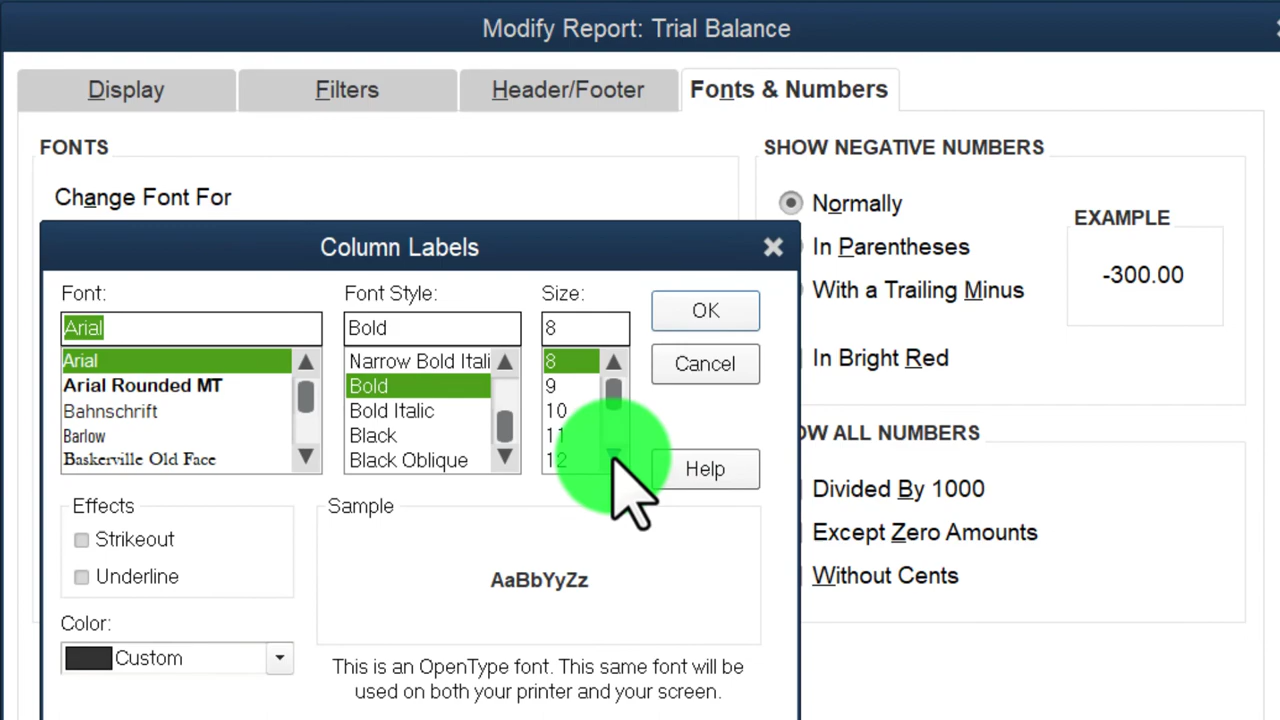 Modify Report: Trial Balance
Display
Filters
Header/Footer
Fonts & Numbers
FONTS
Change Font For
SHOW NEGATIVE NUMBERS
Normally
In Parentheses
With a Trailing Minus
In Bright Red
EXAMPLE
-300.00
Column Labels
Font:
Arial
Arial
Arial Rounded MT
Bahnschrift
Barlow
Baskerville Old Face
Font Style:
Bold
Narrow Bold Itali
Bold
Bold Italic
Black
Black Oblique
Size:
8
8
9
10
11
12
OK
Cancel
Help
Effects
Strikeout
Underline
Color:
Custom
Sample
AaBbYyZz
This is an OpenType font. This same font will be
used on both your printer and your screen.
OW ALL NUMBERS
Divided By 1000
Except Zero Amounts
Without Cents